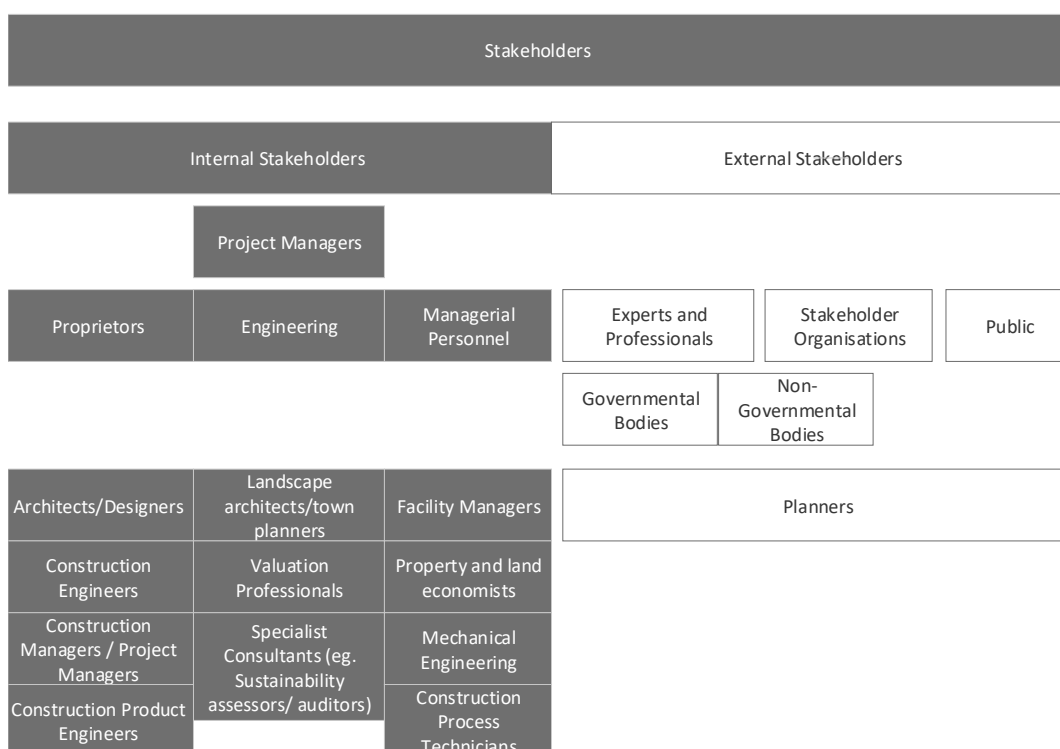 Stakeholders
Internal Stakeholders
External Stakeholders
Project Managers
Proprietors
Engineering
Managerial
Personnel
Experts and
Professionals
Stakeholder
Organisations
Public
Governmental
Bodies
Non-
Governmental
Bodies
Architects/Designers
Landscape
architects/town
planners
Facility Managers
Planners
Construction
Engineers
Valuation
Professionals
Property and land
economists
Construction
Managers / Project
Managers
Specialist
Consultants (eg.
Sustainability
assessors/ auditors)
Mechanical
Engineering
Construction Product
Engineers
Construction
Process
Technicians